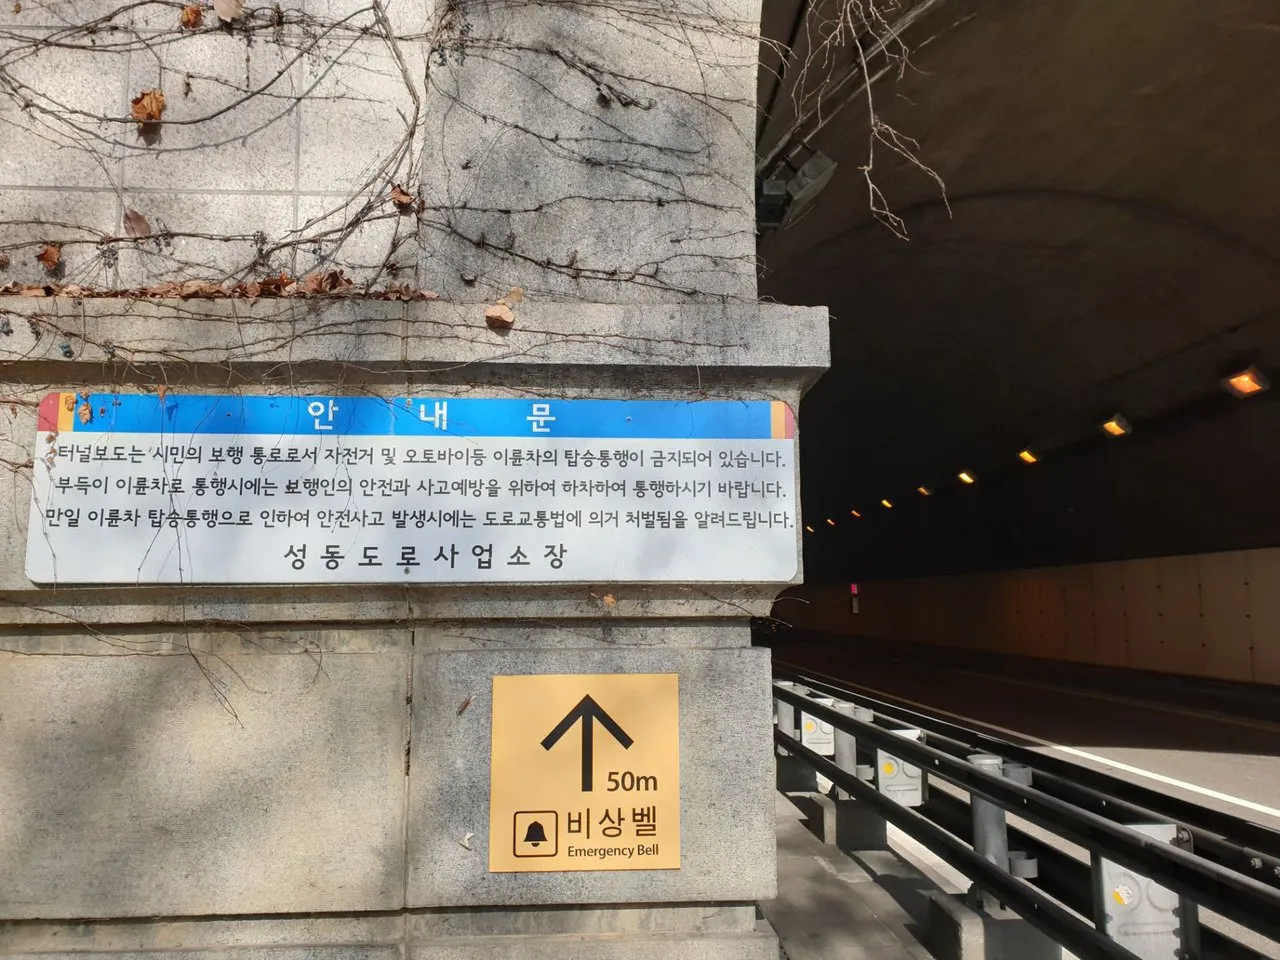 안내문
터널보도는 시민의 보행 통로로서 자전거 및 오토바이등 이륜차의 탑승통행이 금지되어 있습니다.
부득이 이륜차로 통행시에는 보행인의 안전과 사고예방을 위하여 하차하여 통행하시기 바랍니다.
만일 이륜차 탑승통행으로 인하여 안전사고 발생시에는 도로교통법에 의거 처벌됨을 알려드립니다.
성동도로사업소장
50m
비상벨
Emergency Bell